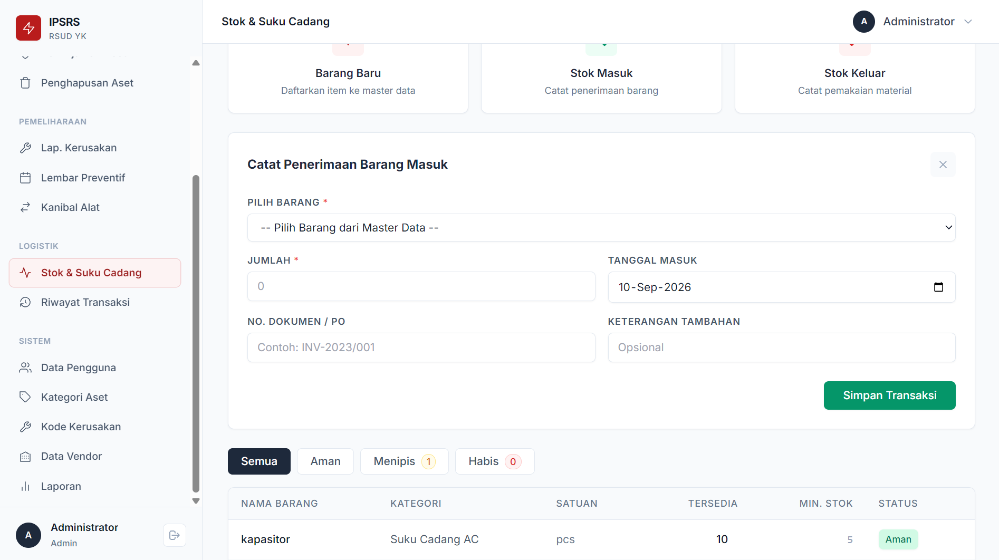 IPSRS
RSUD YK
Penghapusan Aset
PEMELIHARAAN
Lap. Kerusakan
Lembar Preventif
Kanibal Alat
LOGISTIK
Stok & Suku Cadang
Riwayat Transaksi
SISTEM
Data Pengguna
Kategori Aset
Kode Kerusakan
Data Vendor
Laporan
A
Administrator
Admin
Stok & Suku Cadang
A
Administrator
Barang Baru
Daftarkan item ke master data
Stok Masuk
Catat penerimaan barang
Stok Keluar
Catat pemakaian material
Catat Penerimaan Barang Masuk
PILIH BARANG *
-- Pilih Barang dari Master Data --
JUMLAH *
0
TANGGAL MASUK
10-Sep-2026
NO. DOKUMEN / PO
Contoh: INV-2023/001
KETERANGAN TAMBAHAN
Opsional
Simpan Transaksi
Semua
Aman
Menipis 1
Habis 0
NAMA BARANG KATEGORI SATUAN TERSEDIA MIN. STOK STATUS
kapasitor Suku Cadang AC pcs 10 5 Aman